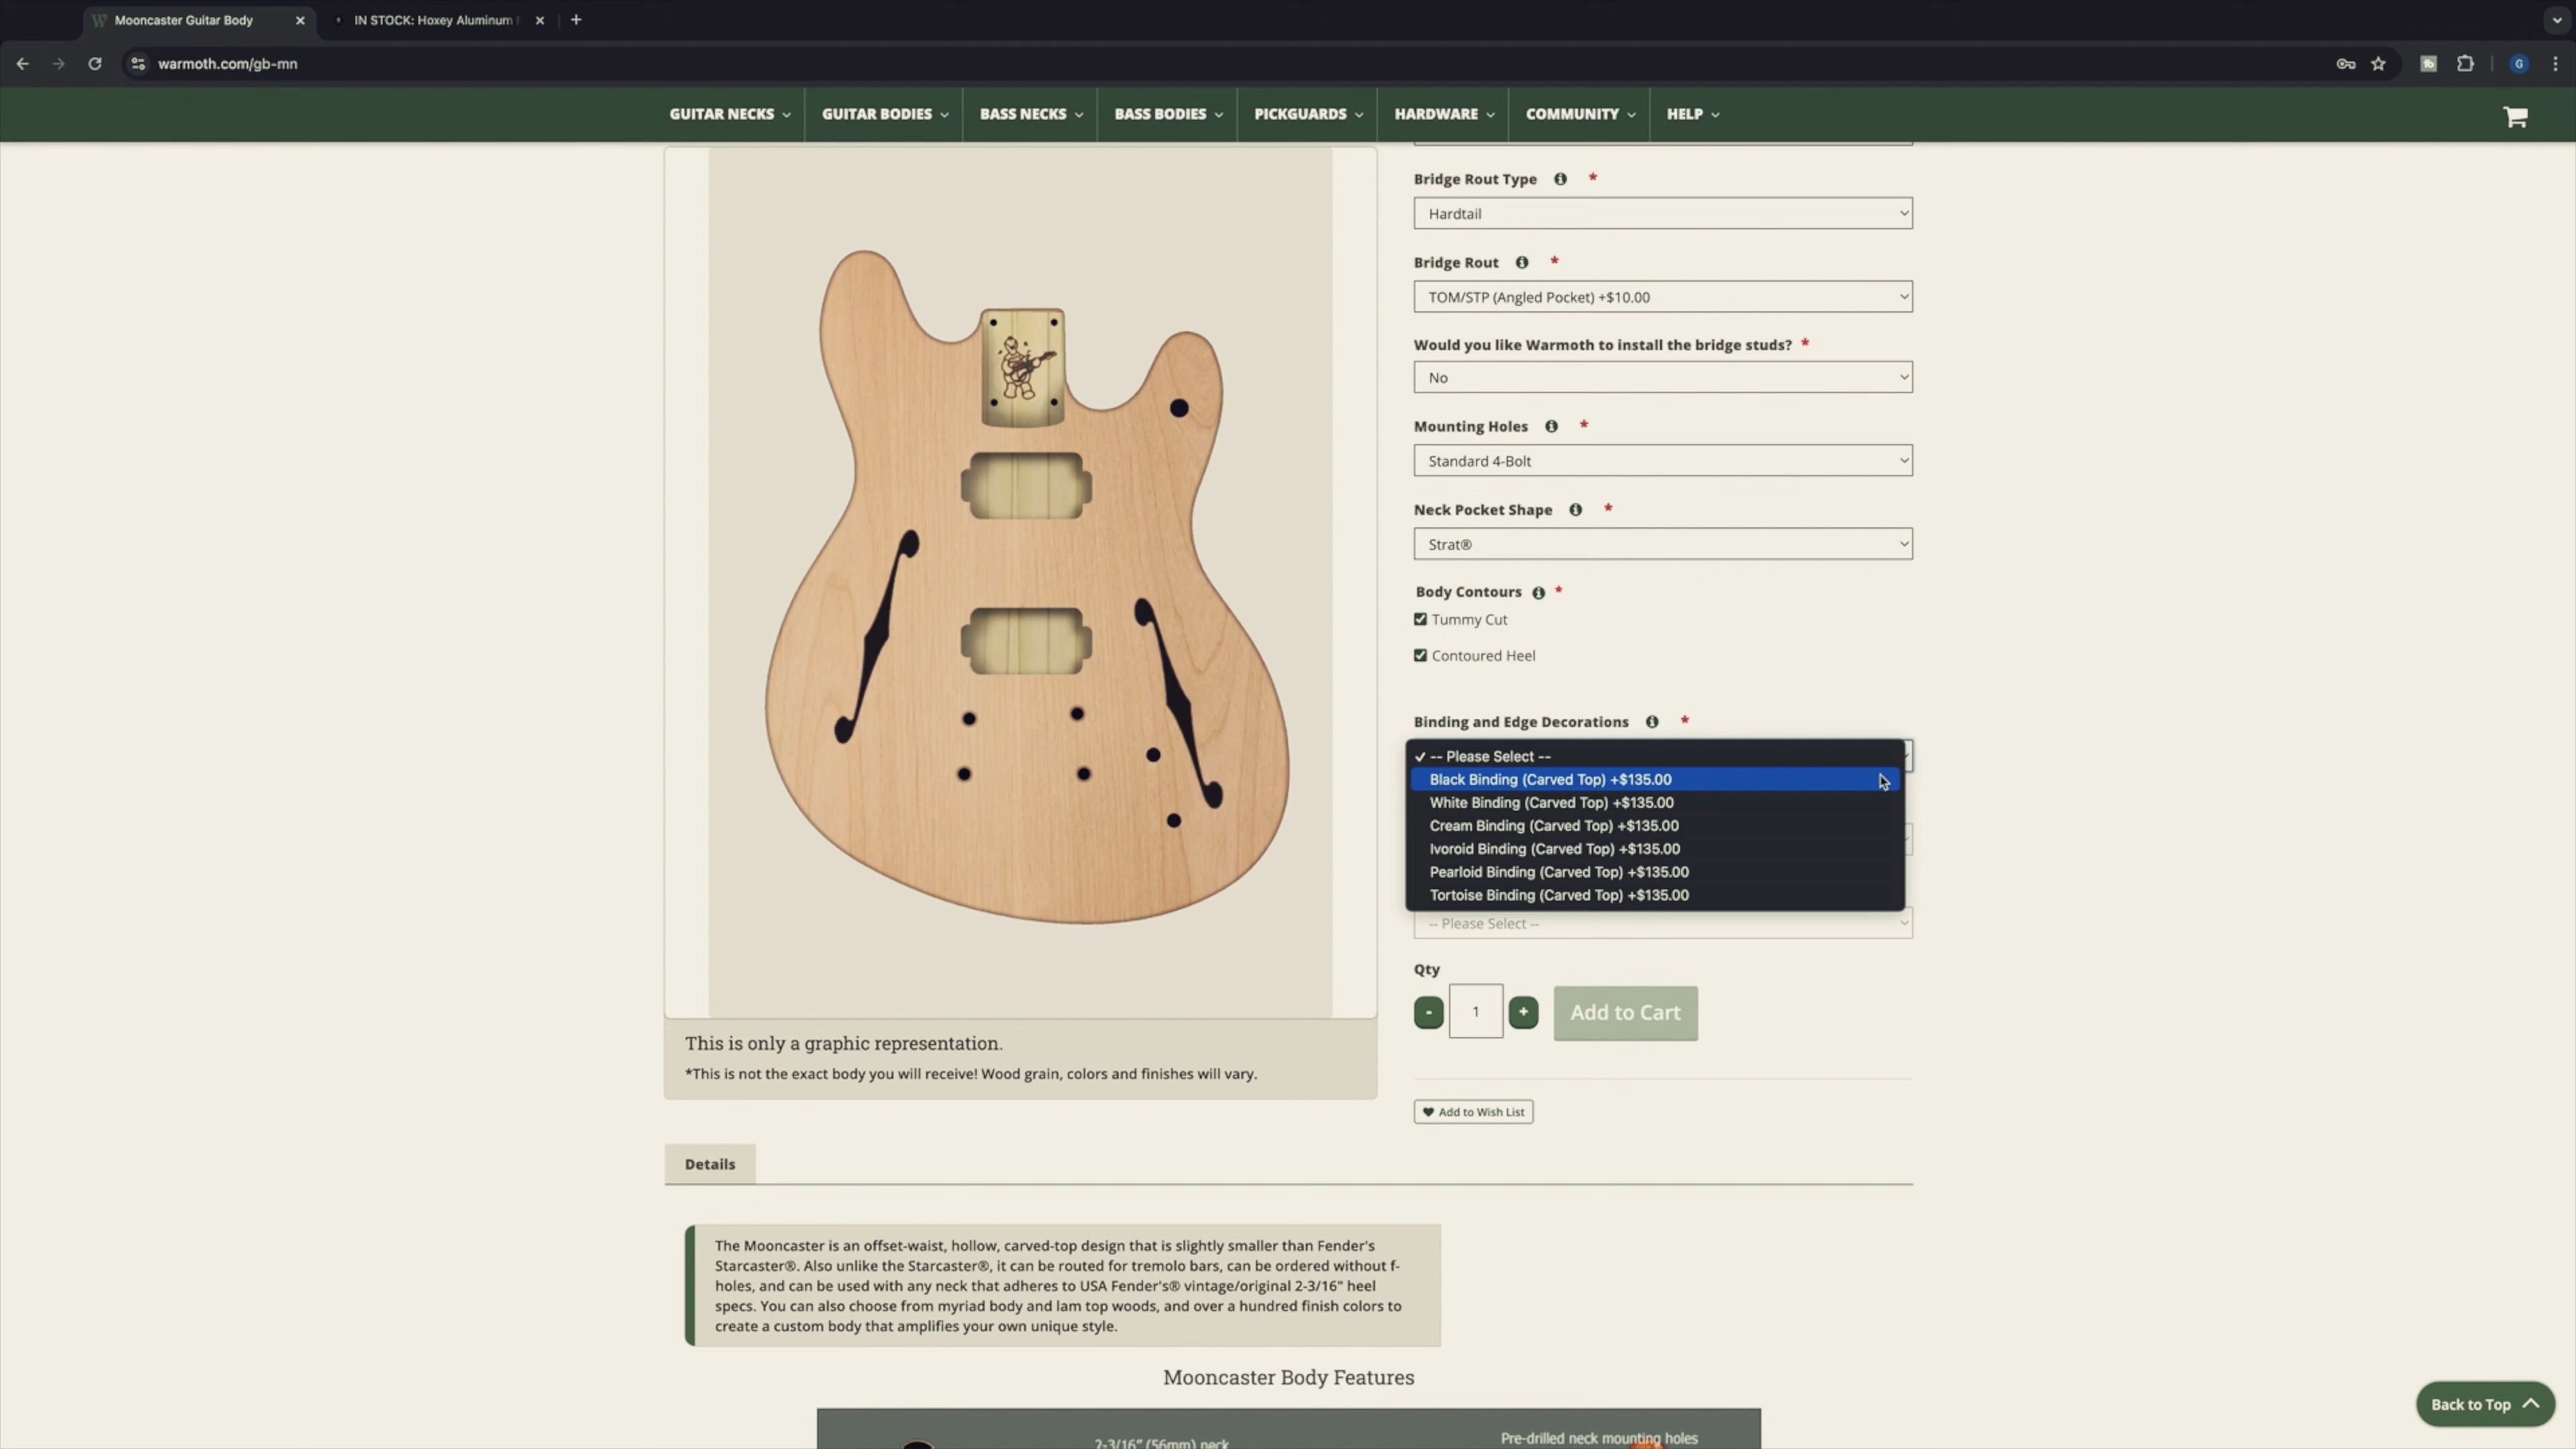 Mooncaster Guitar Body
IN STOCK: Hoxey Aluminum
warmoth.com/gb-mn
GUITAR NECKS
GUITAR BODIES
BASS NECKS
BASS BODIES
PICKGUARDS
HARDWARE
COMMUNITY
HELP
Bridge Rout Type *
Hardtail
Bridge Rout *
TOM/STP (Angled Pocket) +$10.00
Would you like Warmoth to install the bridge studs? *
No
Mounting Holes *
Standard 4-Bolt
Neck Pocket Shape *
Strat®
Body Contours *
Tummy Cut
Contoured Heel
Binding and Edge Decorations *
✓ -- Please Select --
Black Binding (Carved Top) +$135.00
White Binding (Carved Top) +$135.00
Cream Binding (Carved Top) +$135.00
Ivoroid Binding (Carved Top) +$135.00
Pearloid Binding (Carved Top) +$135.00
Tortoise Binding (Carved Top) +$135.00
-- Please Select --
Qty
- 1 +
Add to Cart
This is only a graphic representation.
*This is not the exact body you will receive! Wood grain, colors and finishes will vary.
Add to Wish List
Details
The Mooncaster is an offset-waist, hollow, carved-top design that is slightly smaller than Fender's
Starcaster®. Also unlike the Starcaster®, it can be routed for tremolo bars, can be ordered without f-
holes, and can be used with any neck that adheres to USA Fender's® vintage/original 2-3/16" heel
specs. You can also choose from myriad body and lam top woods, and over a hundred finish colors to
create a custom body that amplifies your own unique style.
Mooncaster Body Features
2-3/16" (56mm) neck
Pre-drilled neck mounting holes
Back to Top